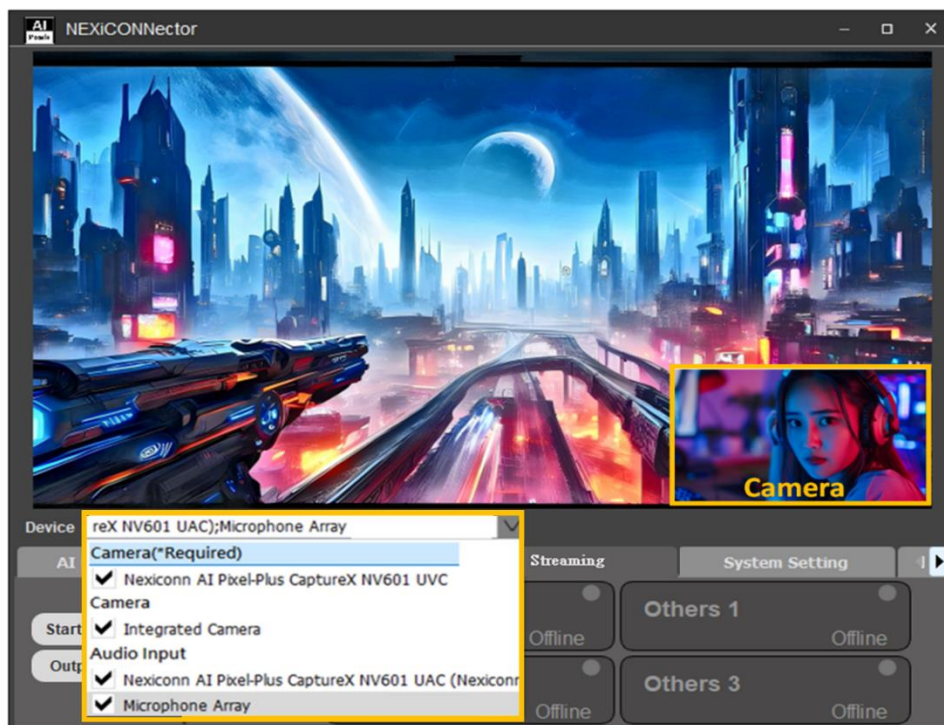 AI
Pixels
NEXiCONNector
Camera
Device
reX NV601 UAC);Microphone Array
Camera(*Required)
Nexiconn AI Pixel-Plus CaptureX NV601 UVC
Camera
Integrated Camera
Audio Input
Nexiconn AI Pixel-Plus CaptureX NV601 UAC (Nexiconn
Microphone Array
AI
Streaming
System Setting
Start
Outp
Offline
Others 1
Offline
Offline
Others 3
Offline